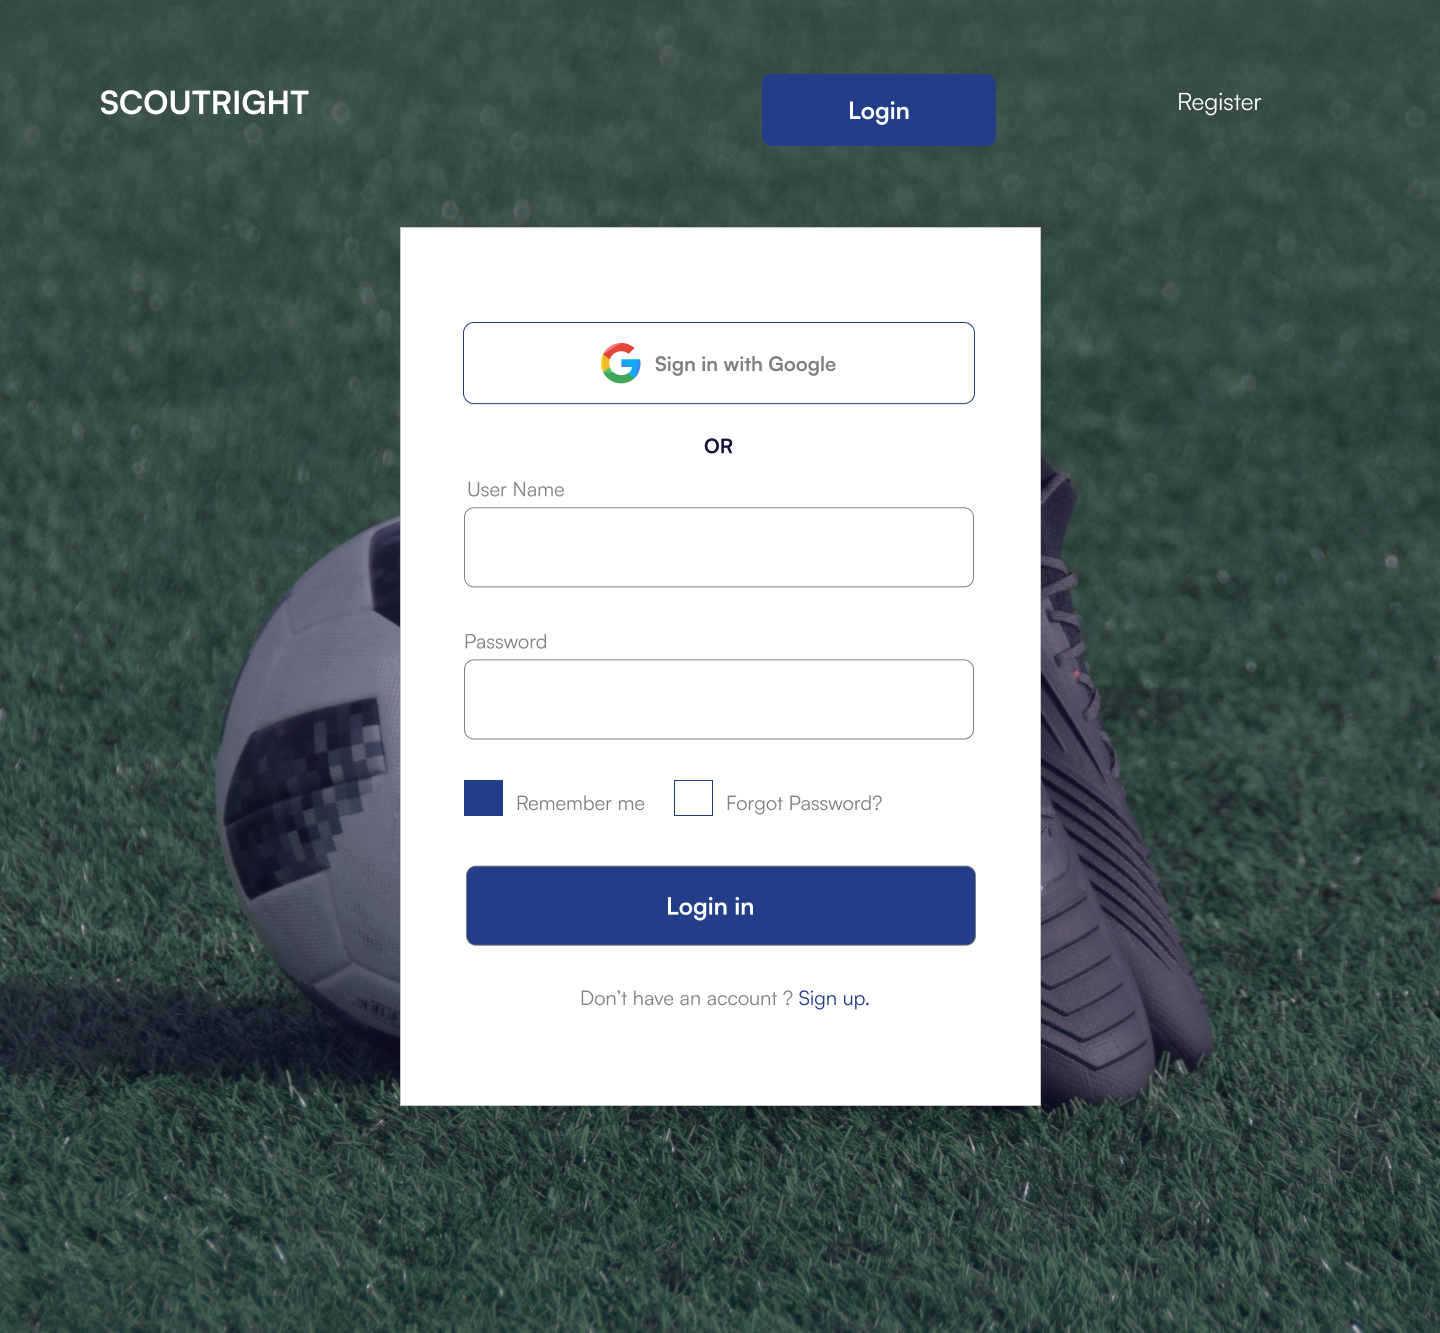 SCOUTRIGHT
Login
Register
Sign in with Google
OR
User Name
Password
Remember me
Forgot Password?
Login in
Don’t have an account ? Sign up.